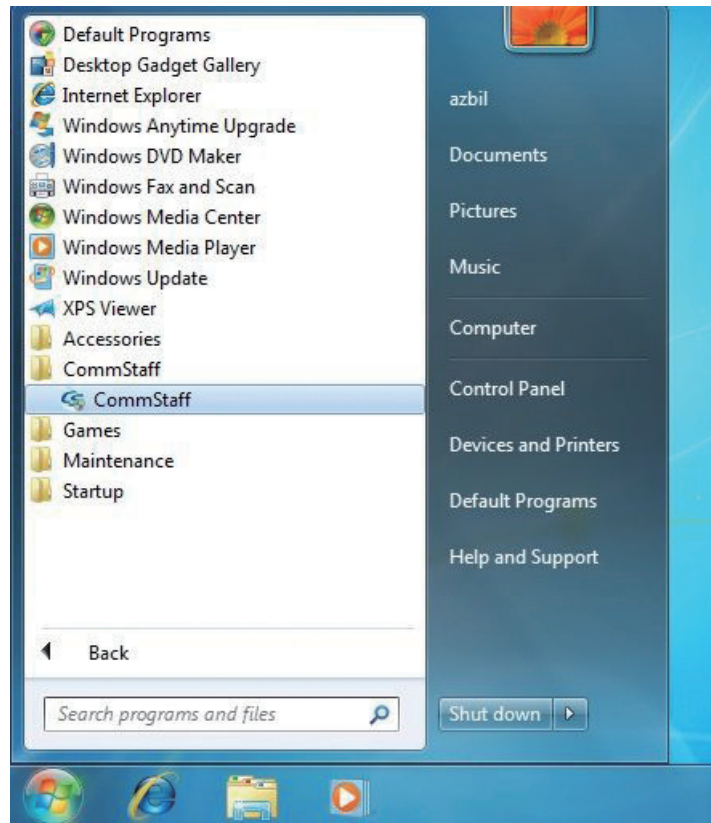 Default Programs
Desktop Gadget Gallery
Internet Explorer
Windows Anytime Upgrade
Windows DVD Maker
Windows Fax and Scan
Windows Media Center
Windows Media Player
Windows Update
XPS Viewer
Accessories
CommStaff
CommStaff
Games
Maintenance
Startup
Back
Search programs and files
azbil
Documents
Pictures
Music
Computer
Control Panel
Devices and Printers
Default Programs
Help and Support
Shut down